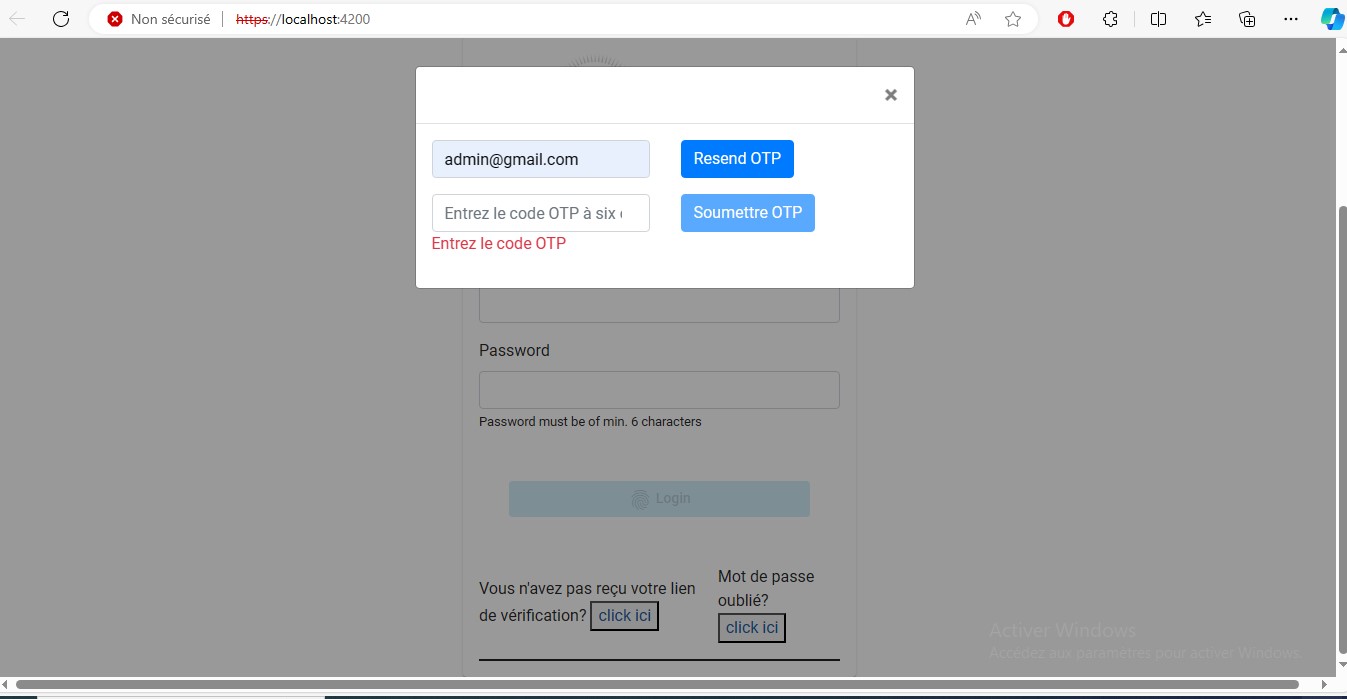 Non sécurisé
https://localhost:4200
×
admin@gmail.com
Resend OTP
Entrez le code OTP à six
Soumettre OTP
Entrez le code OTP
Password
Password must be of min. 6 characters
Login
Vous n'avez pas reçu votre lien
de vérification? click ici
Mot de passe
oublié?
click ici
Activer Windows
Accédez aux paramètres pour activer Windows.